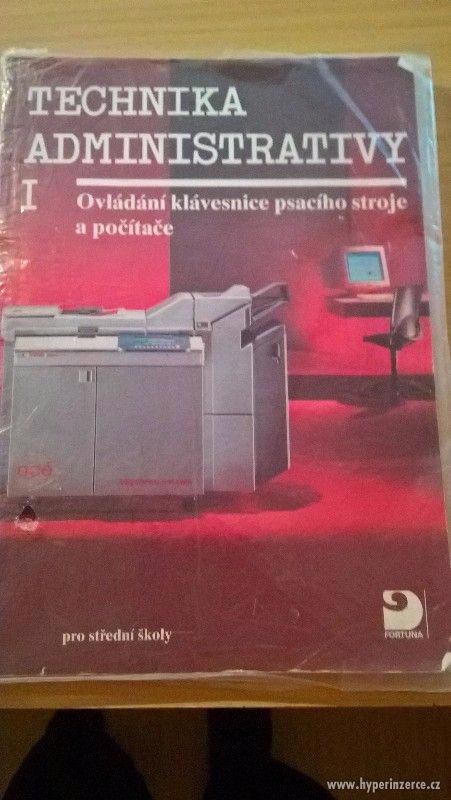 TECHNIKA
ADMINISTRATIVY
I
Ovládání klávesnice psacího stroje
a počítače
océ
pro střední školy
FORTUNA
www.hyperinzerce.cz